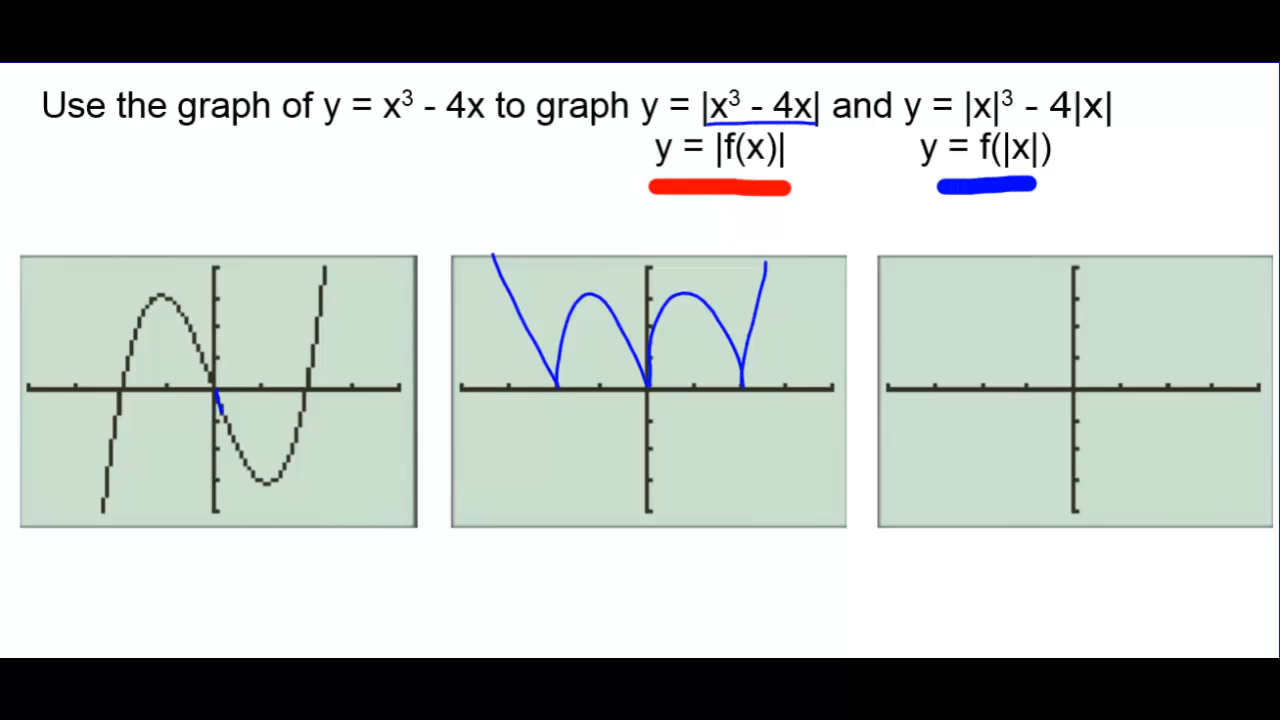 Use the graph of y = x³ - 4x to graph y = |x³ - 4x| and y = |x|³ - 4|x|
y = |f(x)| y = f(|x|)